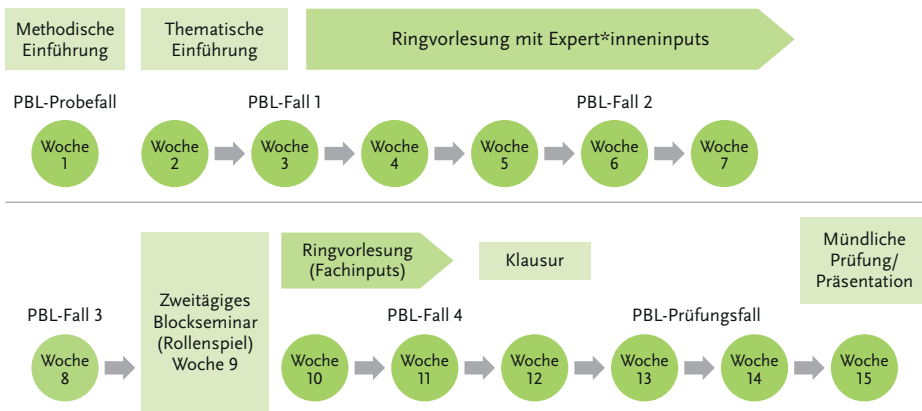 Methodische
Einführung
Thematische
Einführung
Ringvorlesung mit Expert*inneninputs
PBL-Probefall
PBL-Fall 1
PBL-Fall 2
Woche
1
Woche
2
Woche
3
Woche
4
Woche
5
Woche
6
Woche
7
Ringvorlesung
(Fachinputs)
Klausur
Mündliche
Prüfung/
Präsentation
PBL-Fall 3
Zweitägiges
Blockseminar
(Rollenspiel)
Woche 9
PBL-Fall 4
PBL-Prüfungsfall
Woche
8
Woche
10
Woche
11
Woche
12
Woche
13
Woche
14
Woche
15